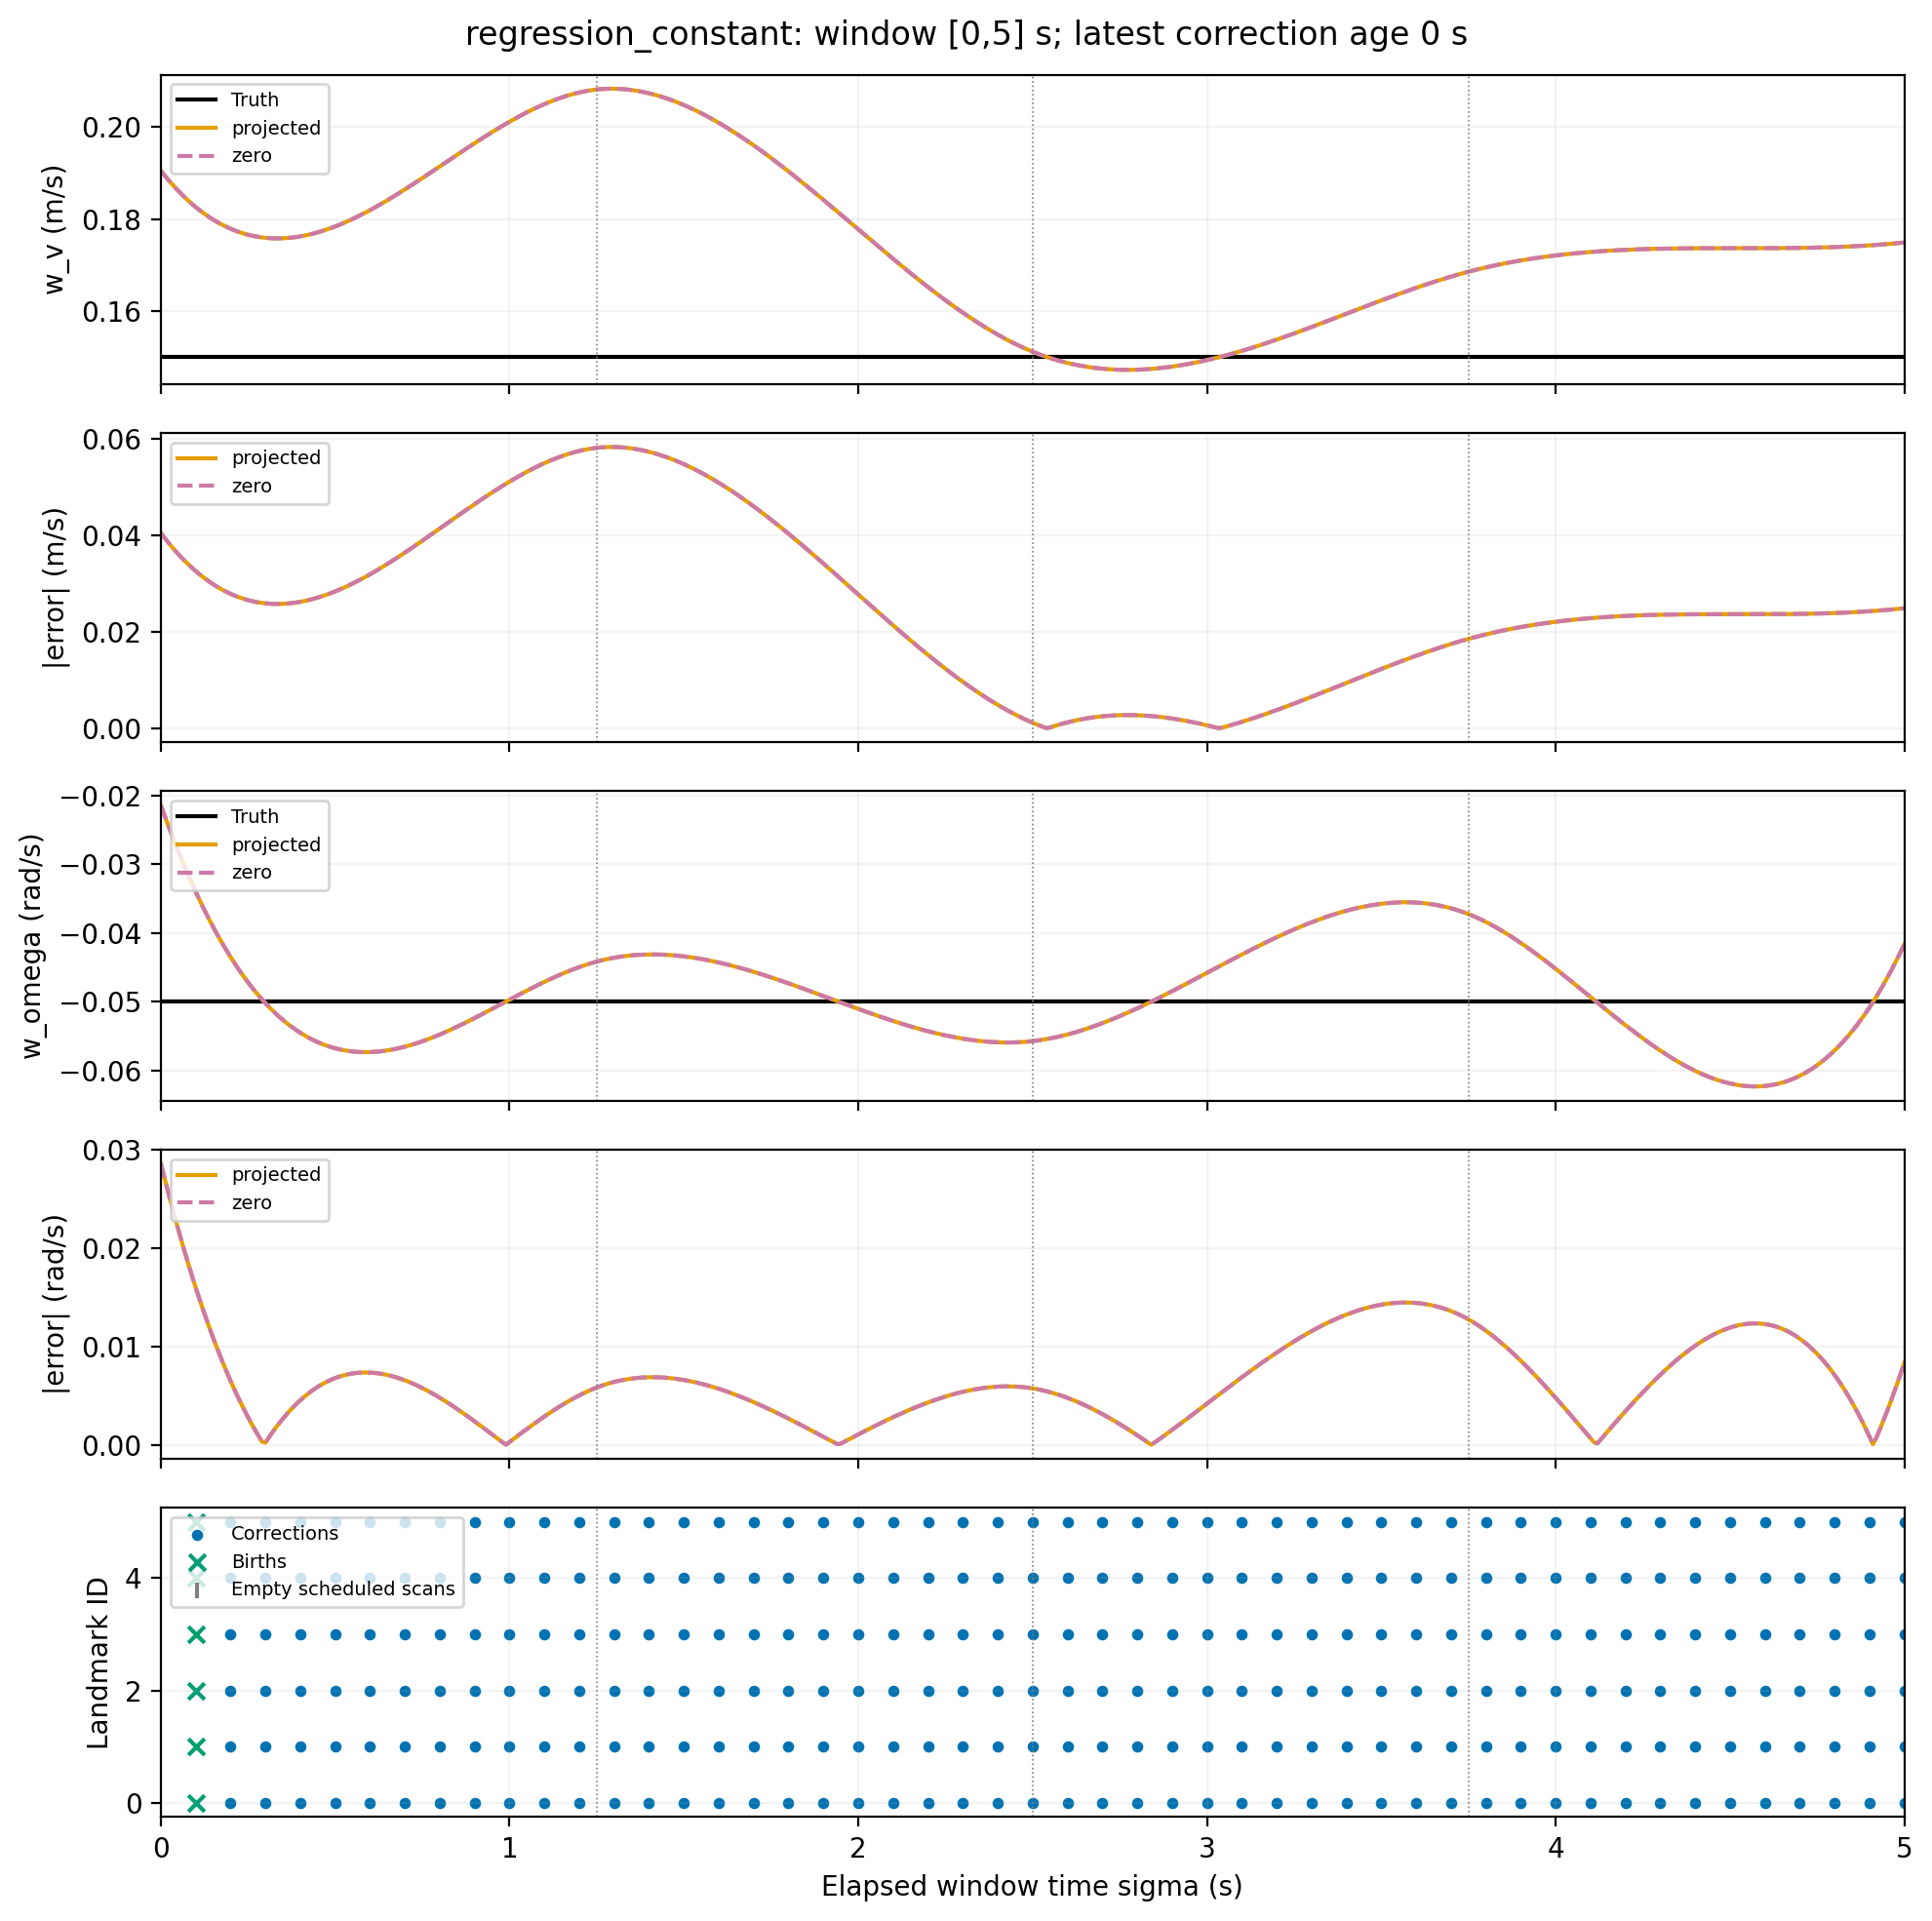 regression_constant: window [0,5] s; latest correction age 0 s
w_v (m/s)
0.20
0.18
0.16
Truth
projected
zero
|error| (m/s)
0.06
0.04
0.02
0.00
projected
zero
w_omega (rad/s)
−0.02
−0.03
−0.04
−0.05
−0.06
Truth
projected
zero
|error| (rad/s)
0.03
0.02
0.01
0.00
projected
zero
Landmark ID
4
2
0
Corrections
Births
Empty scheduled scans
0 1 2 3 4 5
Elapsed window time sigma (s)